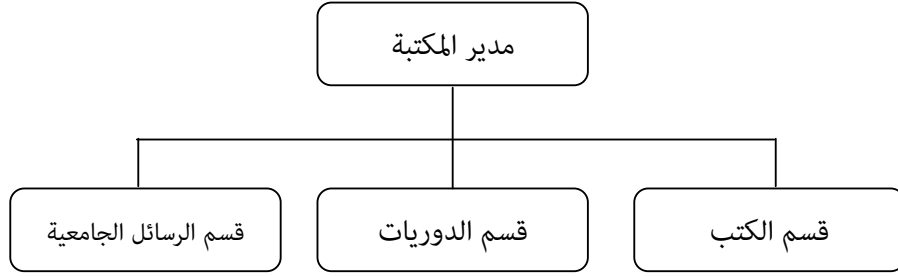 مدير المكتبة
قسم الكتب
قسم الدوريات
قسم الرسائل الجامعية